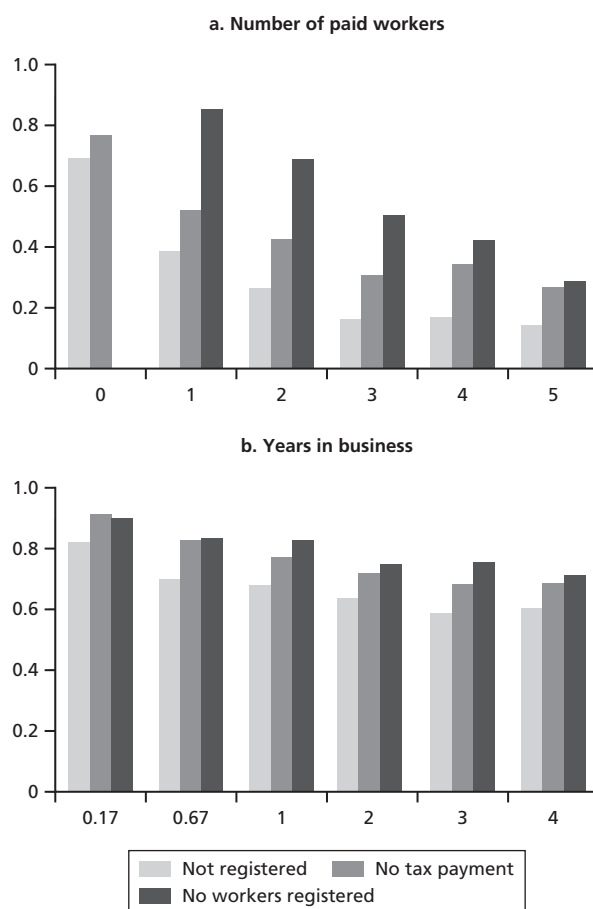 a. Number of paid workers
1.0
0.8
0.6
0.4
0.2
0
0 1 2 3 4 5
b. Years in business
1.0
0.8
0.6
0.4
0.2
0
0.17 0.67 1 2 3 4
Not registered No tax payment
No workers registered